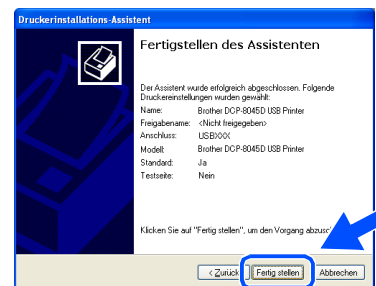 Druckerinstallations-Assistent
Fertigstellen des Assistenten
Der Assistent wurde erfolgreich abgeschlossen. Folgende
Druckereinstellungen wurden gewählt:
Name: Brother DCP-8045D USB Printer
Freigabename: <Nicht freigegeben>
Anschluss: USBXXX
Modell: Brother DCP-8045D USB Printer
Standard: Ja
Testseite: Nein
Klicken Sie auf "Fertig stellen", um den Vorgang
< Zurück Fertig stellen Abbrechen